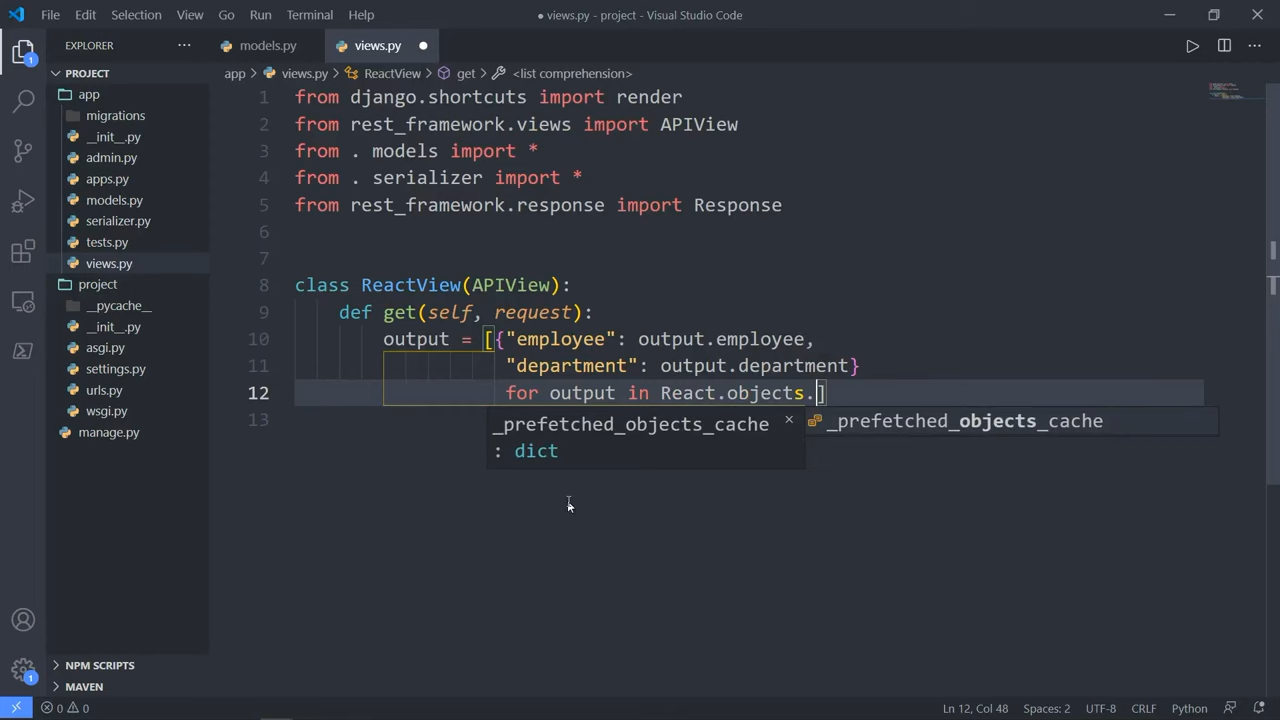 File Edit Selection View Go Run Terminal Help ● views.py - project - Visual Studio Code
EXPLORER ··· models.py views.py
PROJECT
app
migrations
__init__.py
admin.py
apps.py
models.py
serializer.py
tests.py
views.py
project
__pycache__
__init__.py
asgi.py
settings.py
urls.py
wsgi.py
manage.py
NPM SCRIPTS
MAVEN
1
1
app > views.py > ReactView > get > <list comprehension>
1 from django.shortcuts import render
2 from rest_framework.views import APIView
3 from . models import *
4 from . serializer import *
5 from rest_framework.response import Response
6
7
8 class ReactView(APIView):
9 def get(self, request):
10 output = [{"employee": output.employee,
11 "department": output.department}
12 for output in React.objects.]
13
_prefetched_objects_cache
: dict
_prefetched_objects_cache
0 0 Ln 12, Col 48 Spaces: 2 UTF-8 CRLF Python